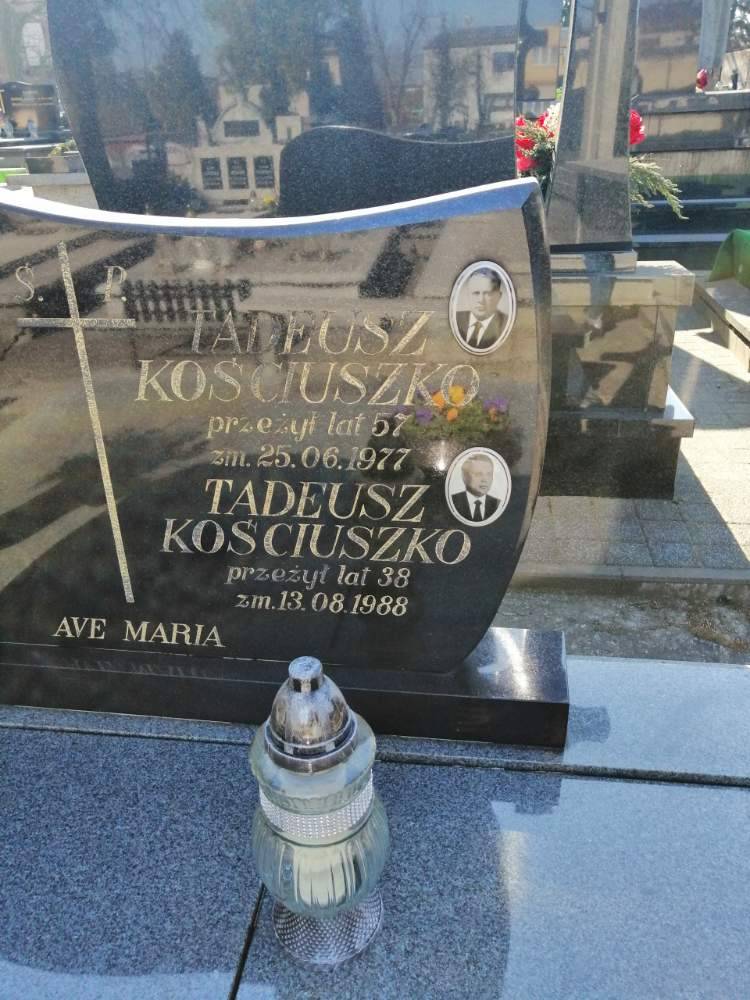 Ś. P.
TADEUSZ
KOŚCIUSZKO
przeżył lat 57
zm. 25.06.1977
TADEUSZ
KOŚCIUSZKO
przeżył lat 38
zm. 13.08.1988
AVE MARIA